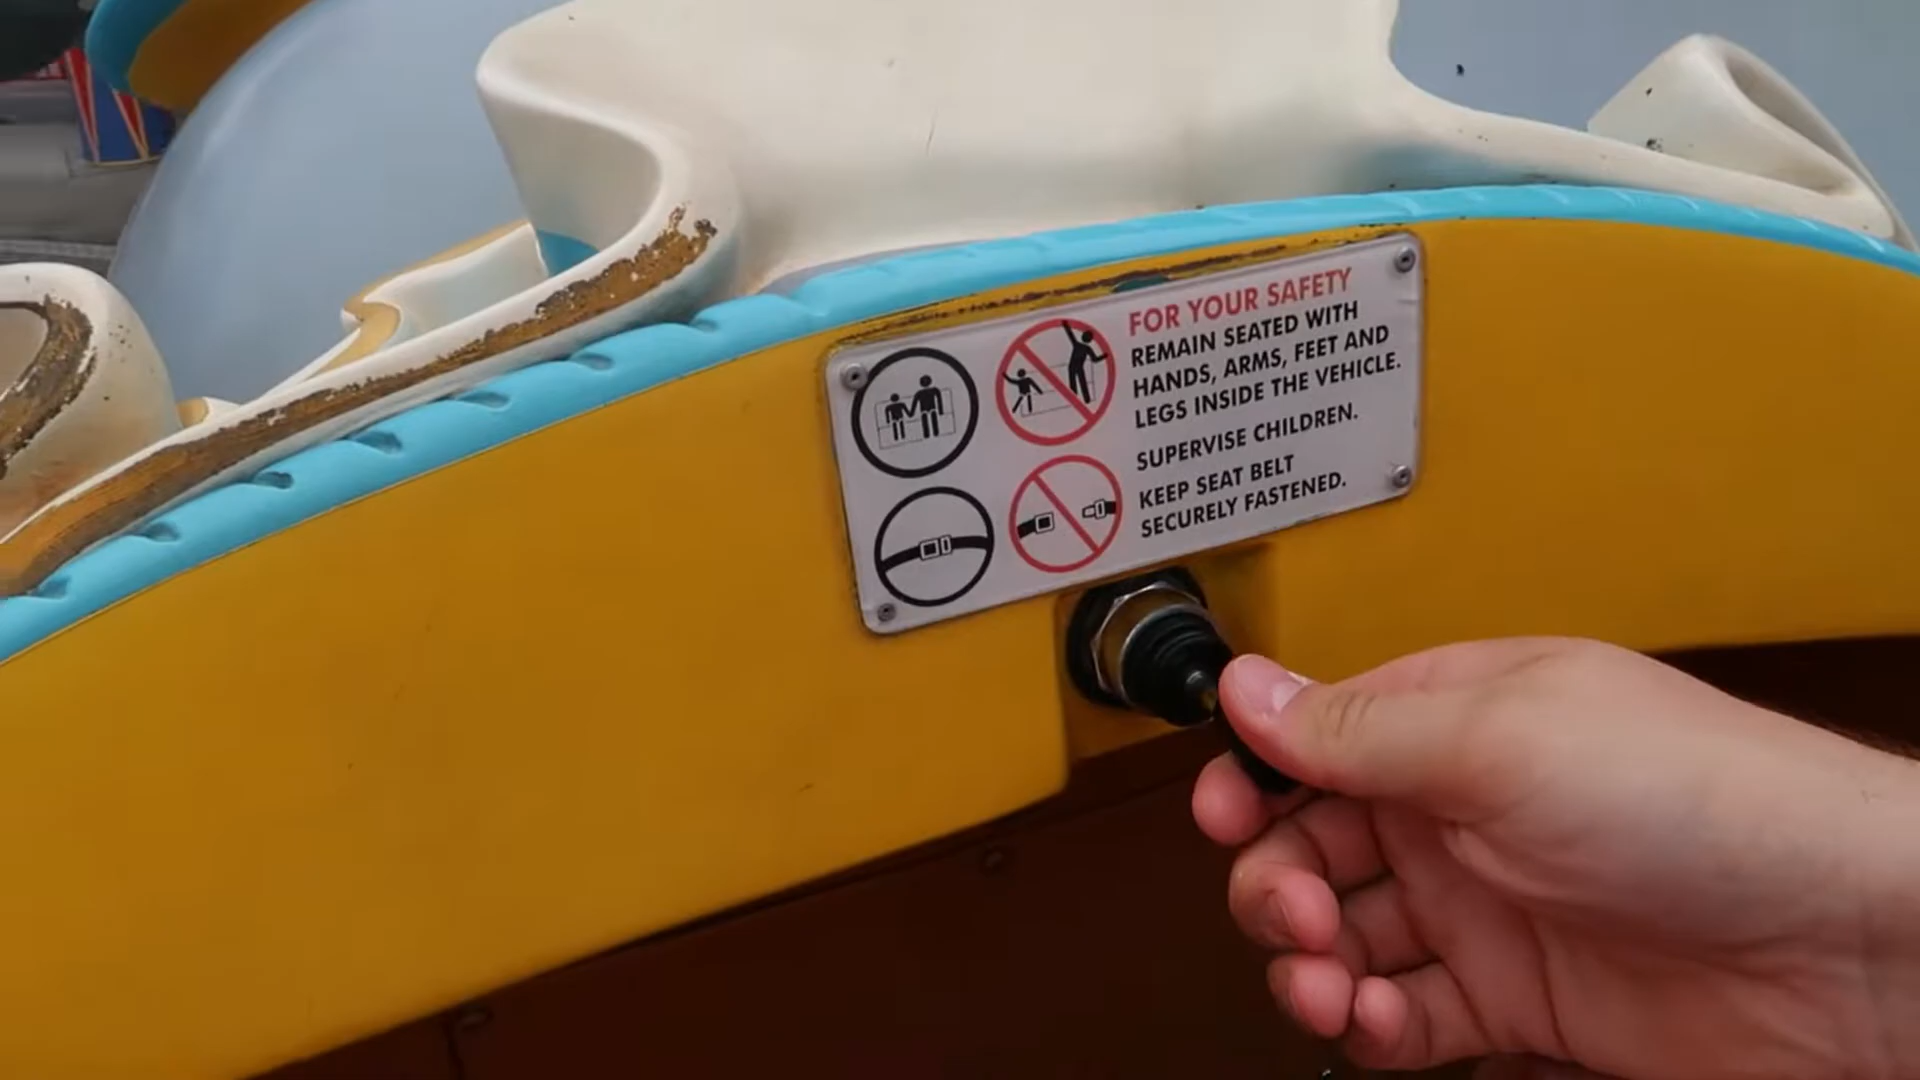 FOR YOUR SAFETY
REMAIN SEATED WITH
HANDS, ARMS, FEET AND
LEGS INSIDE THE VEHICLE.
SUPERVISE CHILDREN.
KEEP SEAT BELT
SECURELY FASTENED.